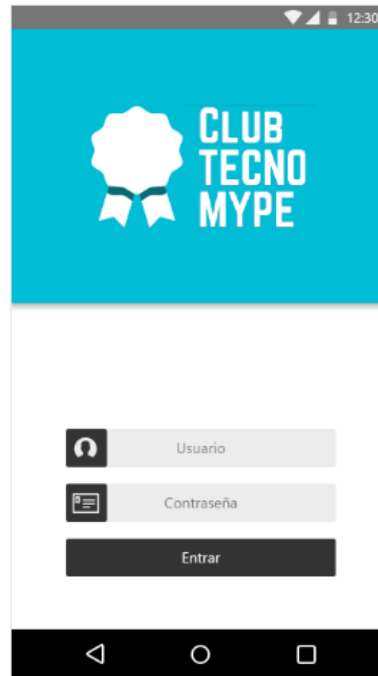 12:30
CLUB
TECNO
MYPE
Usuario
Contraseña
Entrar